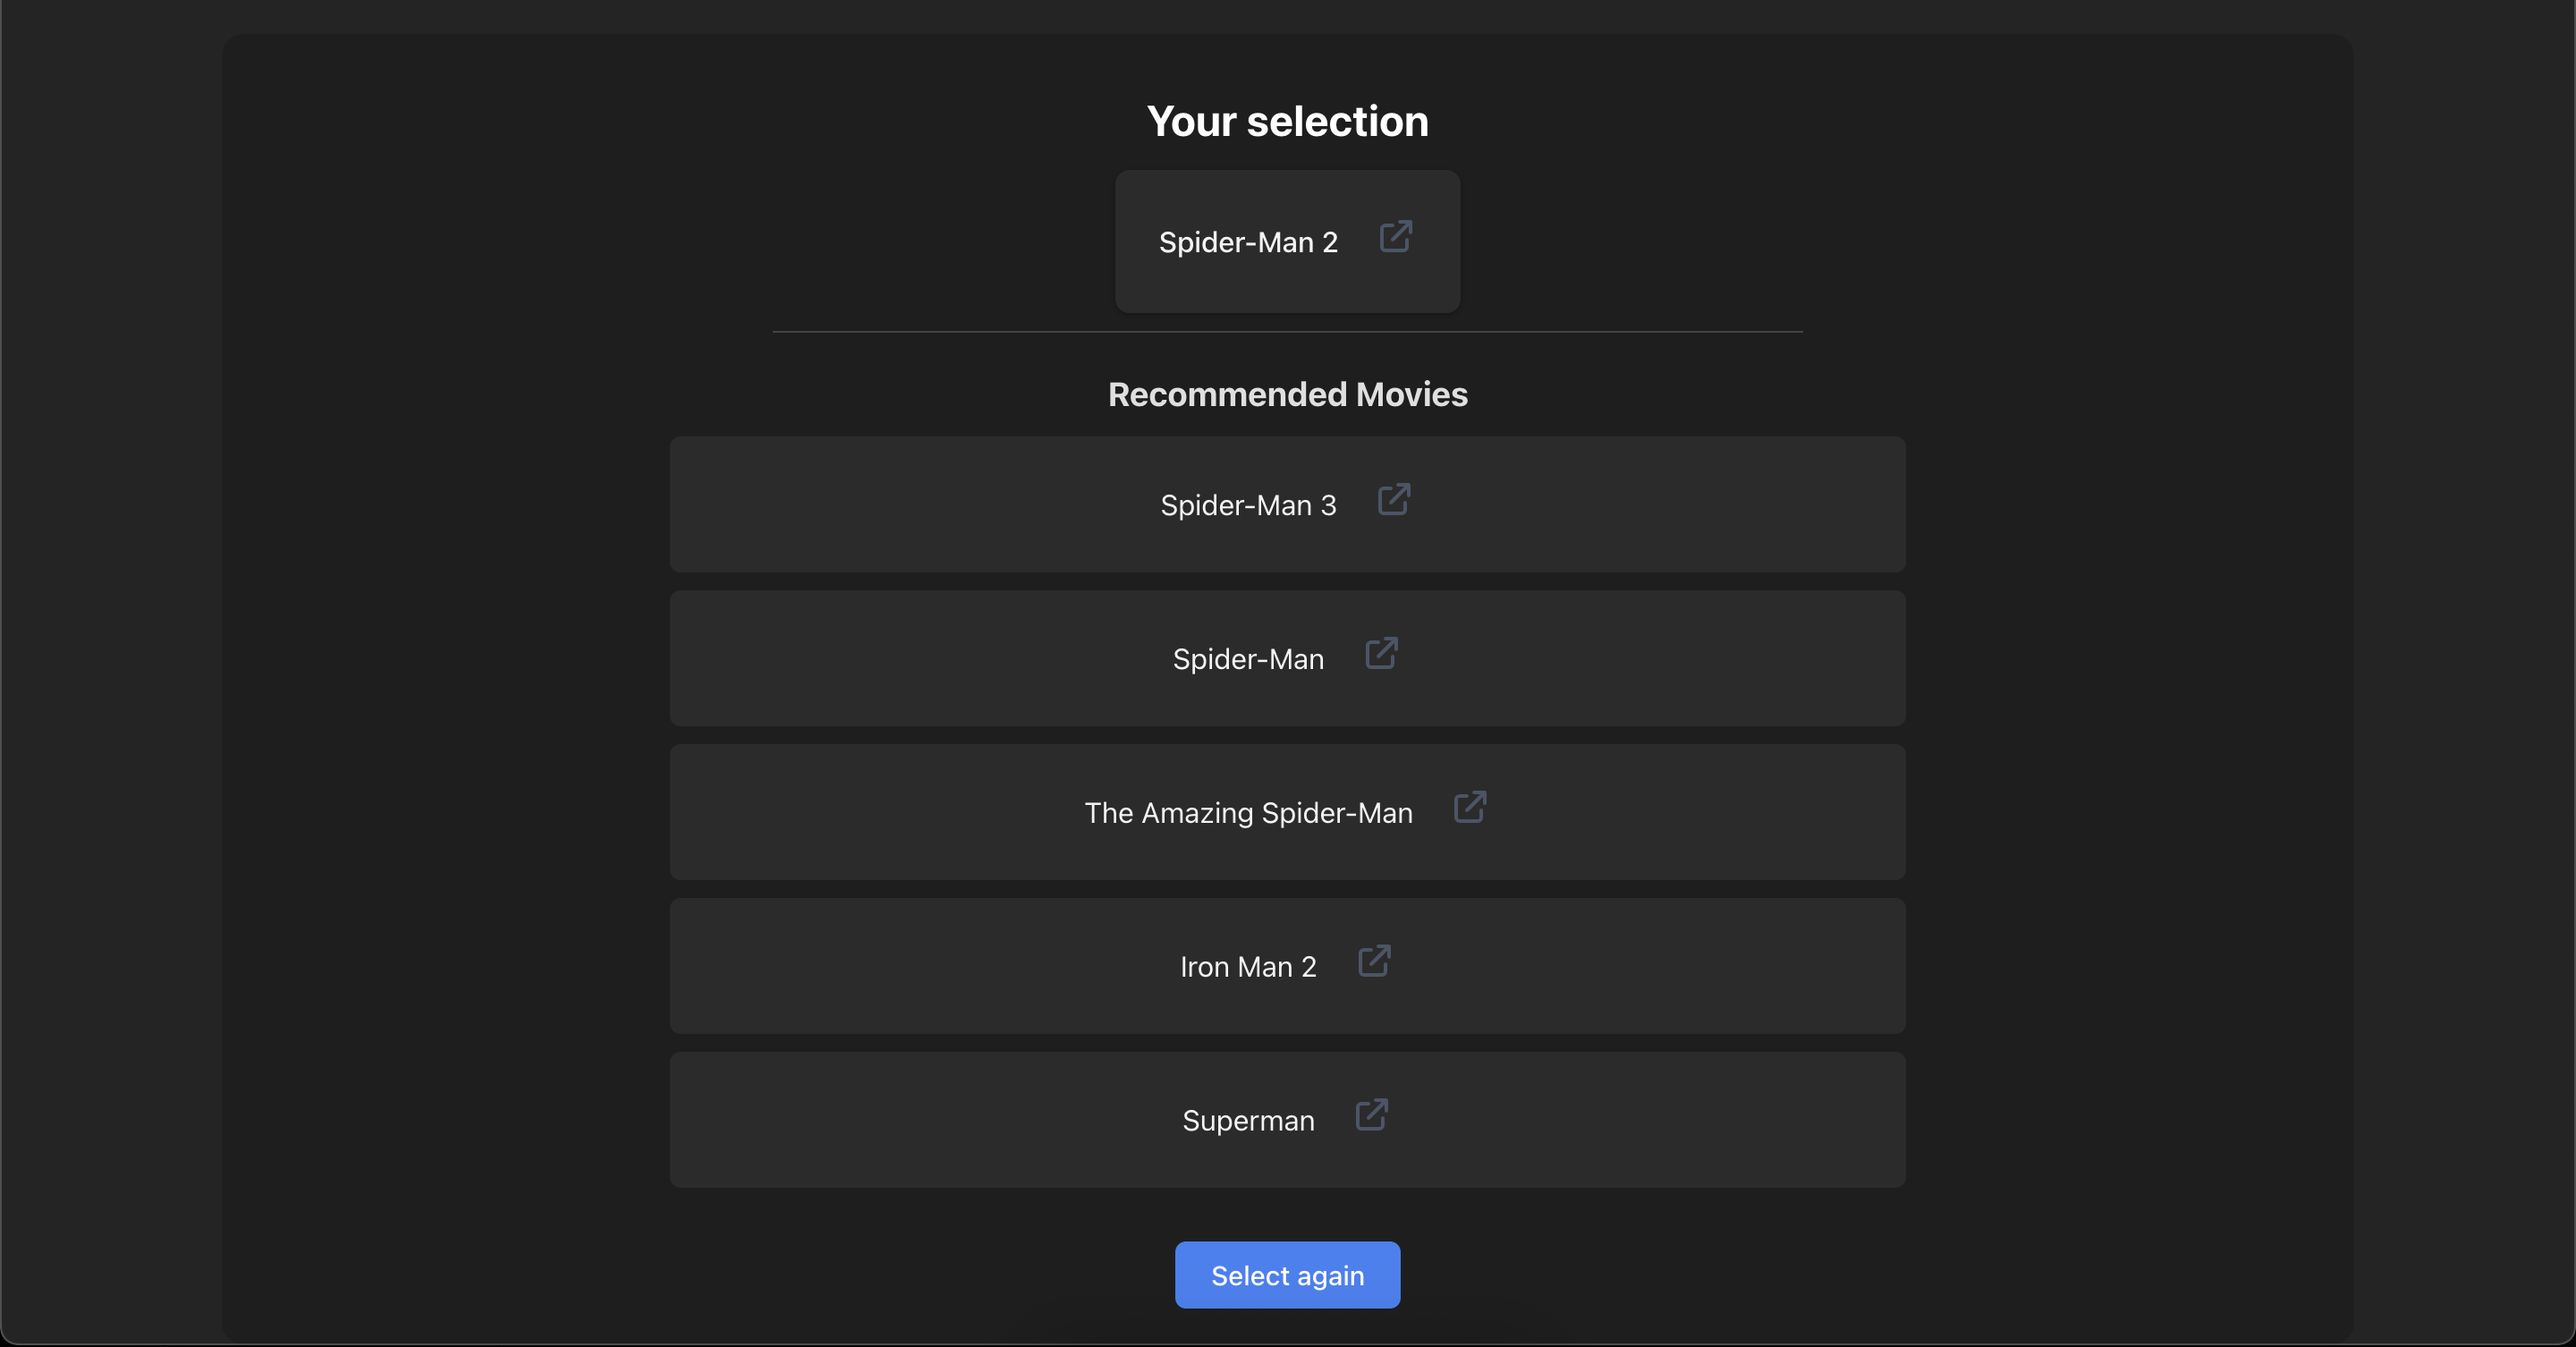 Your selection
Spider-Man 2
Recommended Movies
Spider-Man 3
Spider-Man
The Amazing Spider-Man
Iron Man 2
Superman
Select again